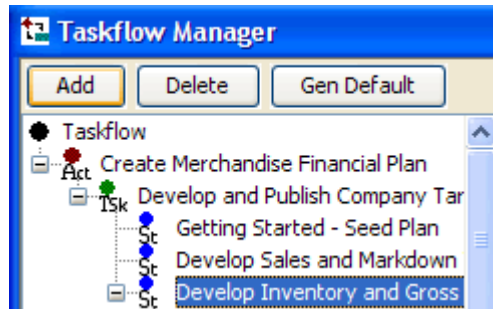 Taskflow Manager
Add Delete Gen Default
Taskflow
Act Create Merchandise Financial Plan
TSk Develop and Publish Company Tar
St Getting Started - Seed Plan
St Develop Sales and Markdown
St Develop Inventory and Gross